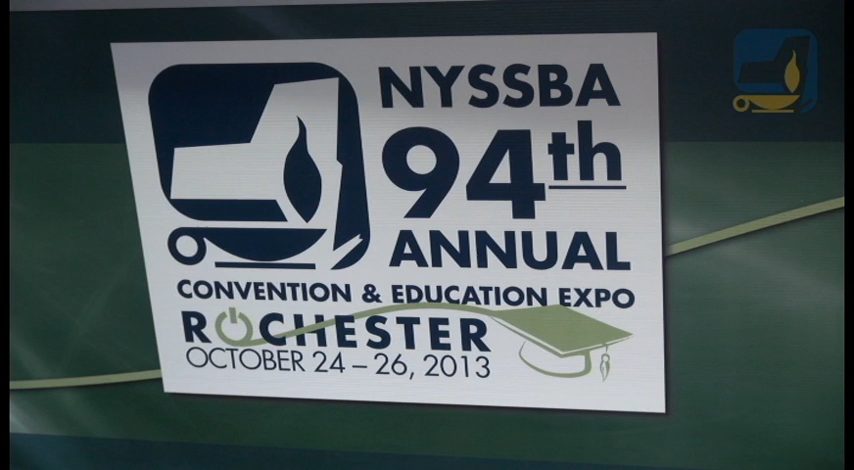 NYSSBA
94th
ANNUAL
CONVENTION & EDUCATION EXPO
ROCHESTER
OCTOBER 24 – 26, 2013